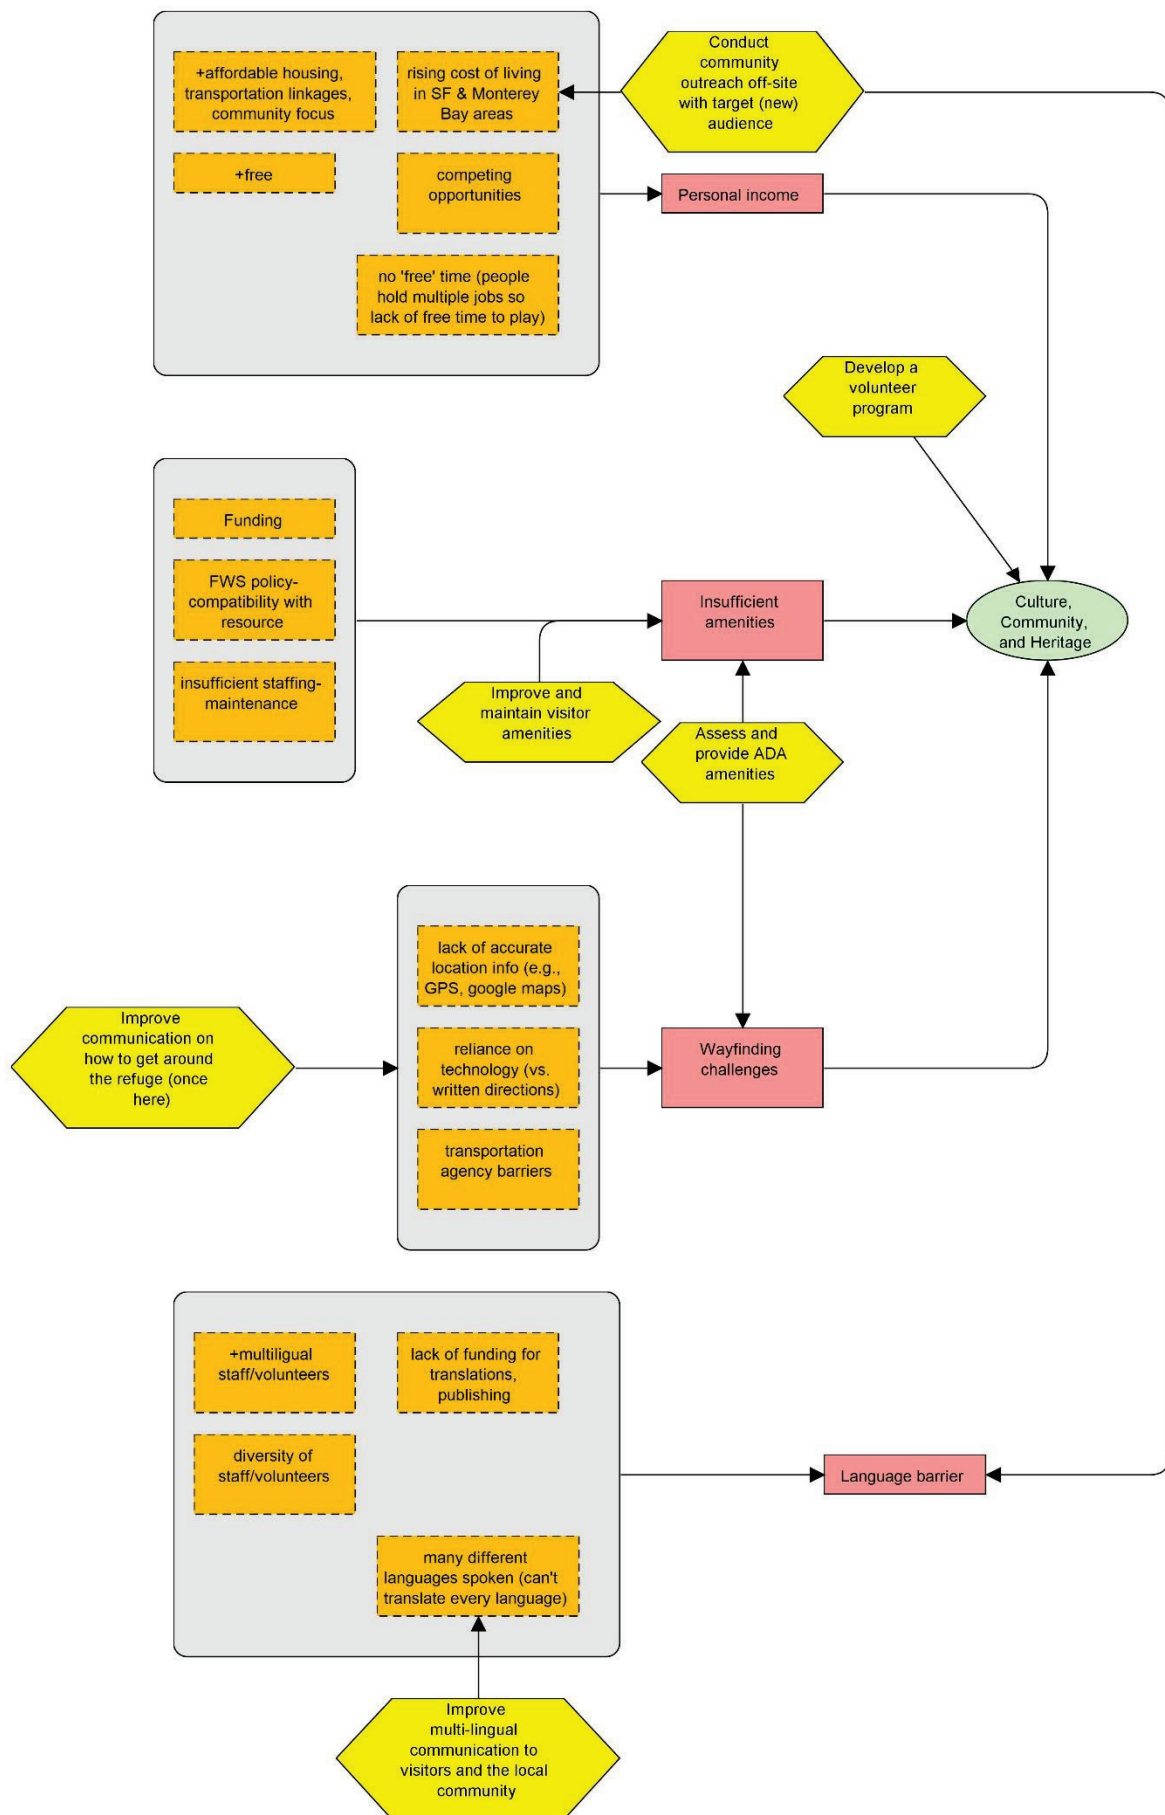 +affordable housing,
transportation linkages,
community focus
rising cost of living
in SF & Monterey
Bay areas
Conduct
community
outreach off-site
with target (new)
audience
+free
competing
opportunities
Personal income
no 'free' time (people
hold multiple jobs so
lack of free time to play)
Develop a
volunteer
program
Funding
FWS policy-
compatibility with
resource
insufficient staffing-
maintenance
Insufficient
amenities
Culture,
Community,
and Heritage
Improve and
maintain visitor
amenities
Assess and
provide ADA
amenities
lack of accurate
location info (e.g.,
GPS, google maps)
Improve
communication on
how to get around
the refuge (once
here)
reliance on
technology (vs.
written directions)
Wayfinding
challenges
transportation
agency barriers
+multiligual
staff/volunteers
lack of funding for
translations,
publishing
diversity of
staff/volunteers
Language barrier
many different
languages spoken (can't
translate every language)
Improve
multi-lingual
communication to
visitors and the local
community